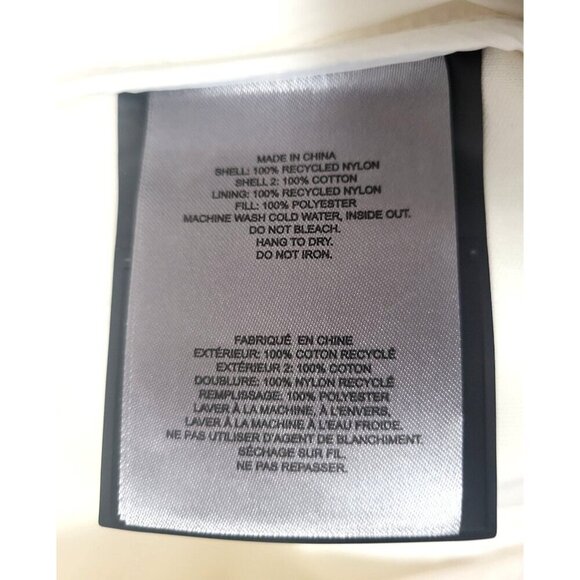 MADE IN CHINA
SHELL: 100% RECYCLED NYLON
SHELL 2: 100% COTTON
LINING: 100% RECYCLED NYLON
FILL: 100% POLYESTER
MACHINE WASH COLD WATER, INSIDE OUT.
DO NOT BLEACH.
HANG TO DRY.
DO NOT IRON.
FABRIQUÉ EN CHINE
EXTÉRIEUR: 100% COTON RECYCLÉ
EXTÉRIEUR 2: 100% COTON
DOUBLURE: 100% NYLON RECYCLÉ
REMPLISSAGE: 100% POLYESTER
LAVER À LA MACHINE, À L'ENVERS,
LAVER À LA MACHINE À L'EAU FROIDE.
NE PAS UTILISER D'AGENT DE BLANCHIMENT.
SÉCHAGE SUR FIL.
NE PAS REPASSER.